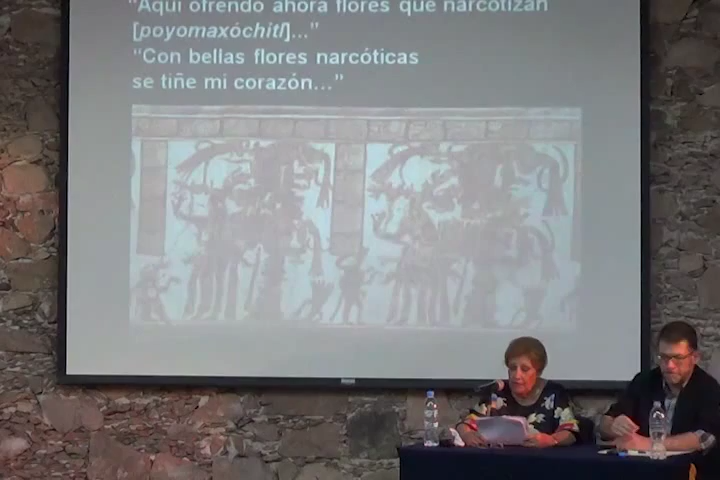 “Aquí ofrendo ahora flores que narcotizan
[poyomaxóchitl]...”
“Con bellas flores narcóticas
se tiñe mi corazón...”